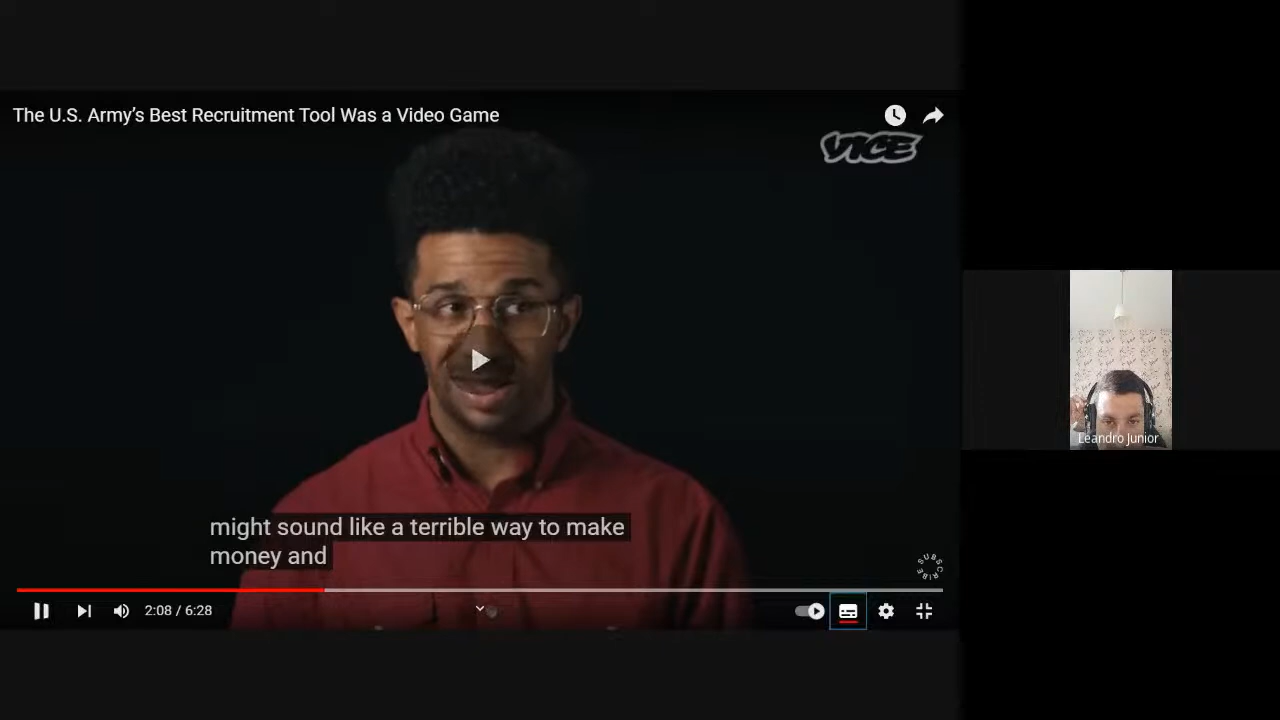 The U.S. Army’s Best Recruitment Tool Was a Video Game
VICE
Leandro Junior
might sound like a terrible way to make
money and
SUBSCRIBE
2:08 / 6:28